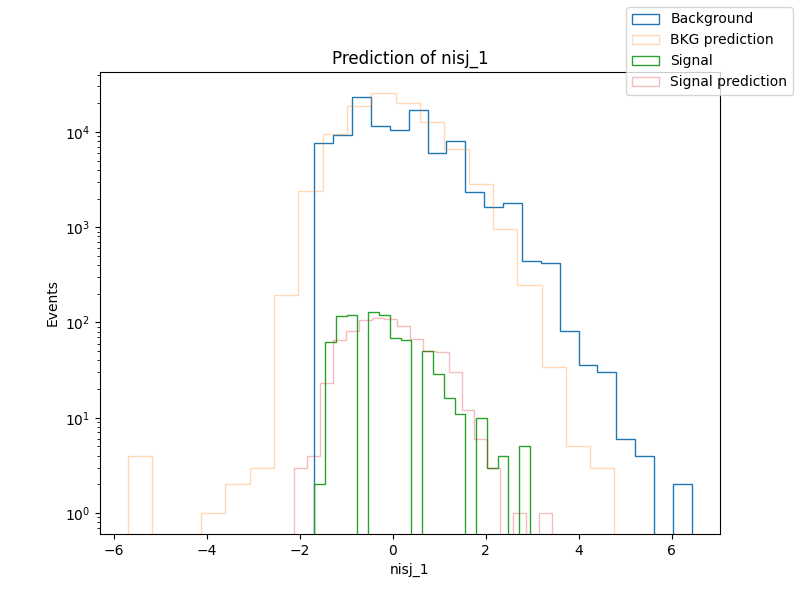 Prediction of nisj_1
Background
BKG prediction
Signal
Signal prediction
Events
10⁴
10³
10²
10¹
10⁰
−6
−4
−2
0
2
4
6
nisj_1